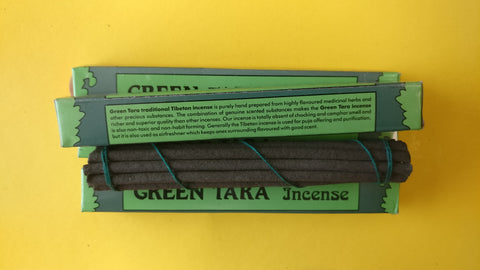 GREEN
Green Tara traditional Tibetan incense is purely hand prepared from highly flavoured medicinal herbs and
other precious substances. The combination of genuine scented substances makes the Green Tara incense
richer and superior quality than other incenses. Our incense is totally absent of chocking and camphor smell and
is also non-toxic and non-habit forming. Generally the Tibetan incense is used for puja offering and purification,
but it is also used as airfreshner which keeps ones surrounding flavoured with good scent.
GREEN TARA Incense